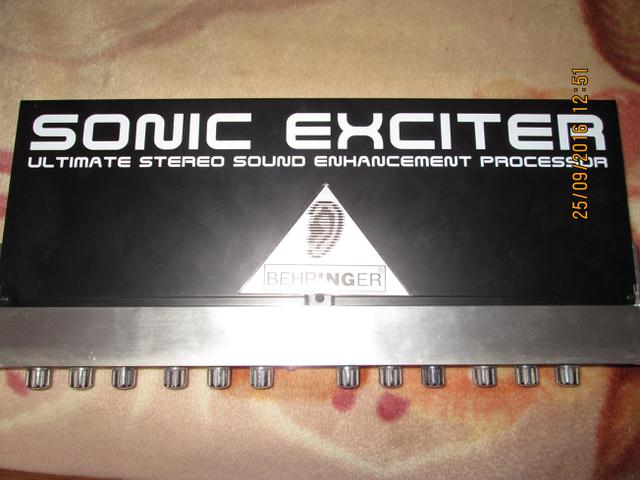 SONIC EXCITER
ULTIMATE STEREO SOUND ENHANCEMENT PROCESSOR
BEHRINGER
25/09/2016 12:51